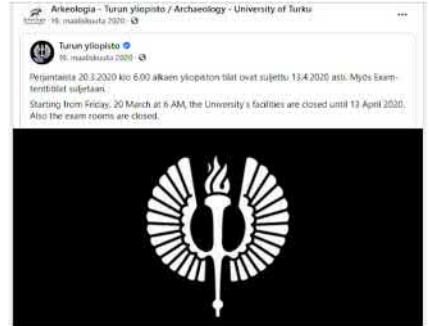 Arkeologia - Turun yliopisto / Archaeology - University of Turku
19. maaliskuuta 2020 ·
Turun yliopisto
19. maaliskuuta 2020 ·
Perjantaista 20.3.2020 klo 6.00 alkaen yliopiston tilat ovat suljettu 13.4.2020 asti. Myös Exam-
tenttitilat suljetaan.
Starting from Friday, 20 March at 6 AM, the University's facilities are closed until 13 April 2020.
Also the exam rooms are closed.